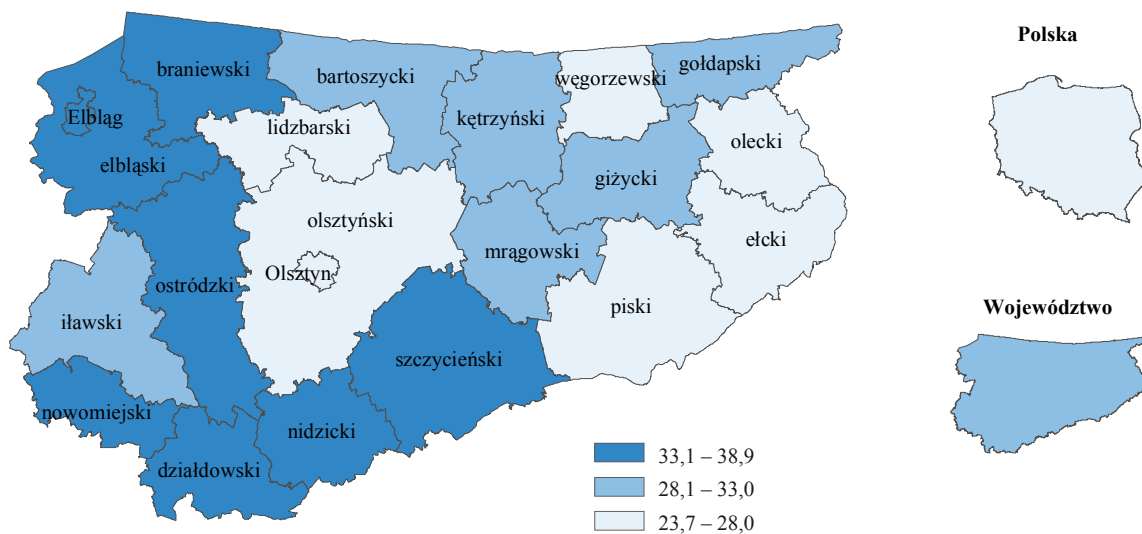 Polska
braniewski
bartoszycki
węgorzewski
gołdapski
Elbląg
lidzbarski
kętrzyński
olecki
elbląski
giżycki
olsztyński
ełcki
mrągowski
Olsztyn
ostródzki
piski
Województwo
iławski
szczycieński
nowomiejski
nidzicki
działdowski
33,1 – 38,9
28,1 – 33,0
23,7 – 28,0